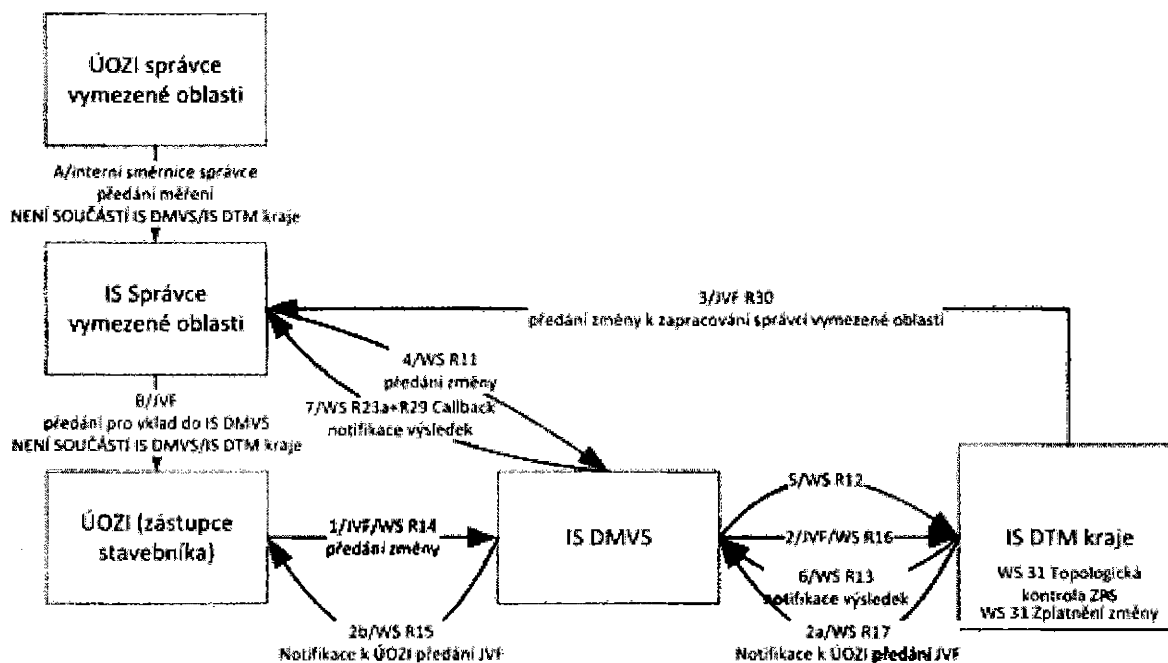 ÚOZI správce
vymezené oblasti
A/interní směrnice správce
předání měření
NENÍ SOUČÁSTÍ IS DMVS/IS DTM kraje
IS Správce
vymezené oblasti
3/JVF R30
předání změny k zapracování správci vymezené oblasti
4/WS R11
předání změny
7/WS R23a+R29 Callback
notifikace výsledek
B/JVF
předání pro vklad do IS DMVS
NENÍ SOUČÁSTÍ IS DMVS/IS DTM kraje
ÚOZI (zástupce
stavebníka)
1/JVF/WS R14
předání změny
IS DMVS
5/WS R12
2/JVF/WS R16
6/WS R13
notifikace výsledek
IS DTM kraje
WS 31 Topologická
kontrola ZPS
WS 31 Zplatnění změny
2b/WS R15
Notifikace k ÚOZI předání JVF
2a/WS R17
Notifikace k ÚOZI předání JVF